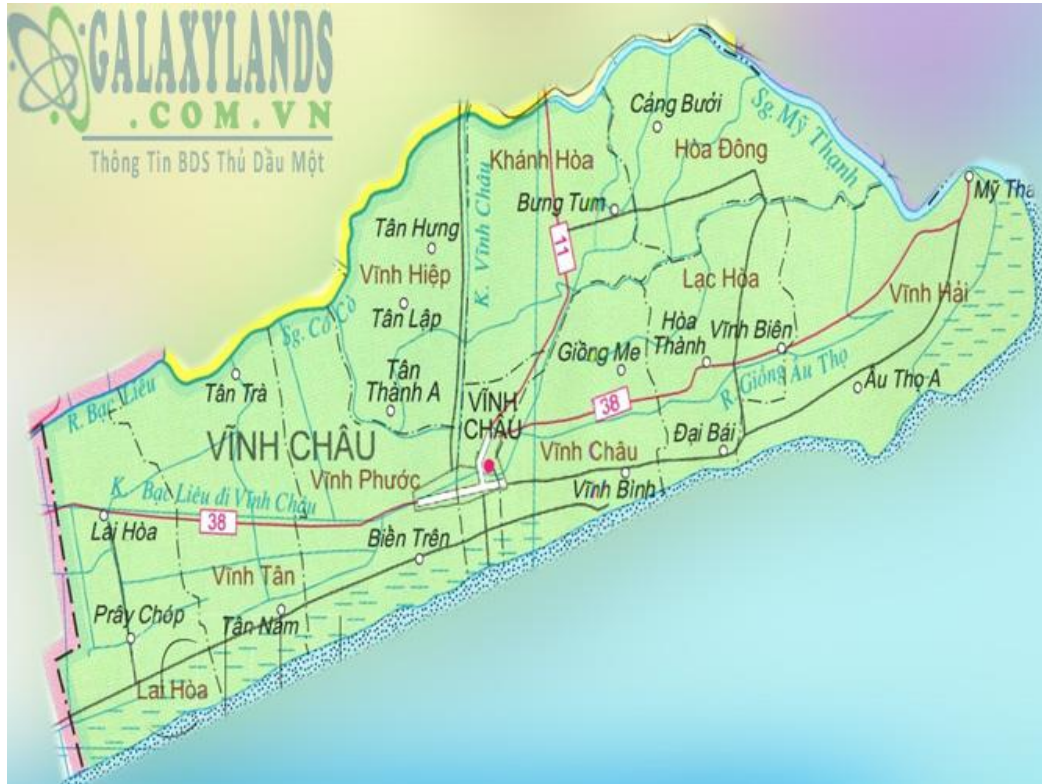 GALAXYLANDS
.COM.VN
Thông Tin BDS Thủ Dầu Một
Cảng Bưởi
Khánh Hòa
Hòa Đông
Sg. Mỹ Thạnh
Mỹ Tha
Bưng Tum
Tân Hưng
K. Vĩnh Châu
11
Vĩnh Hiệp
Lạc Hòa
Vĩnh Hải
Tân Lập
Sg. Cổ Cò
Hòa
Thành
Vĩnh Biên
Giồng Me
Tân Trà
Tân
Thành A
R. Giồng Âu Thọ
Âu Thọ A
R. Bạc Liêu
VĨNH
CHÂU
38
VĨNH CHÂU
Đại Bái
Vĩnh Châu
Vĩnh Phước
Vĩnh Bình
K. Bạc Liêu đi Vĩnh Châu
Lai Hòa
38
Biển Trên
Vĩnh Tân
Prây Chóp
Tân Nam
Lai Hòa